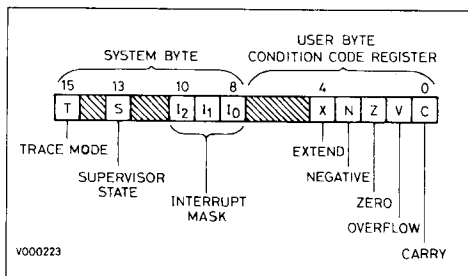 SYSTEM BYTE
USER BYTE
CONDITION CODE REGISTER
15 13 10 8 4 0
T S I2 I1 I0 X N Z V C
TRACE MODE
SUPERVISOR
STATE
INTERRUPT
MASK
EXTEND
NEGATIVE
ZERO
OVERFLOW
CARRY
V000223